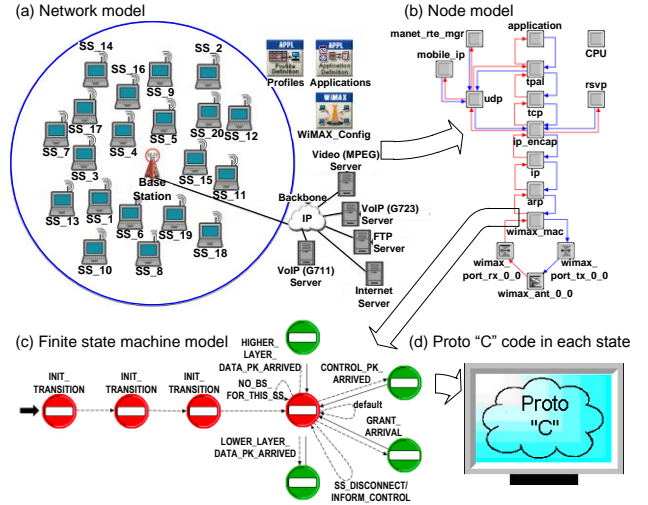 (a) Network model
(b) Node model
SS_14
SS_2
SS_16
SS_9
SS_17
SS_5
SS_20
SS_12
SS_7
SS_4
SS_3
SS_15
SS_11
Base
Station
SS_13
SS_1
SS_6
SS_19
SS_18
SS_10
SS_8
APPL
Profile
Definition
Profiles
APPL
Application
Definition
Applications
WIMAX
WiMAX_Config
Video (MPEG)
Server
Backbone
IP
VoIP (G723)
Server
FTP
Server
VoIP (G711)
Server
Internet
Server
manet_rte_mgr
application
mobile_ip
CPU
tpal
udp
rsvp
tcp
ip_encap
ip
arp
wimax_mac
wimax_
port_rx_0_0
wimax_
port_tx_0_0
wimax_ant_0_0
(c) Finite state machine model
(d) Proto “C” code in each state
HIGHER_
LAYER_
DATA_PK_ARRIVED
INIT_
TRANSITION
INIT_
TRANSITION
INIT_
TRANSITION
NO_BS_
FOR_THIS_SS
CONTROL_PK_
ARRIVED
default
GRANT_
ARRIVAL
LOWER_LAYER_
DATA_PK_ARRIVED
SS_DISCONNECT/
INFORM_CONTROL
Proto
"C"